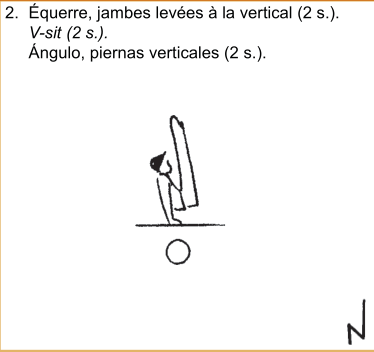 2. Équerre, jambes levées à la vertical (2 s.).
V-sit (2 s.).
Ángulo, piernas verticales (2 s.).